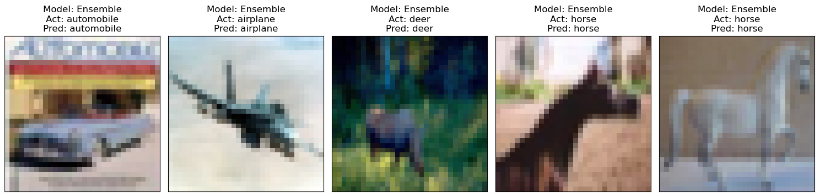 Model: Ensemble
Act: automobile
Pred: automobile
Model: Ensemble
Act: airplane
Pred: airplane
Model: Ensemble
Act: deer
Pred: deer
Model: Ensemble
Act: horse
Pred: horse
Model: Ensemble
Act: horse
Pred: horse
Automobile